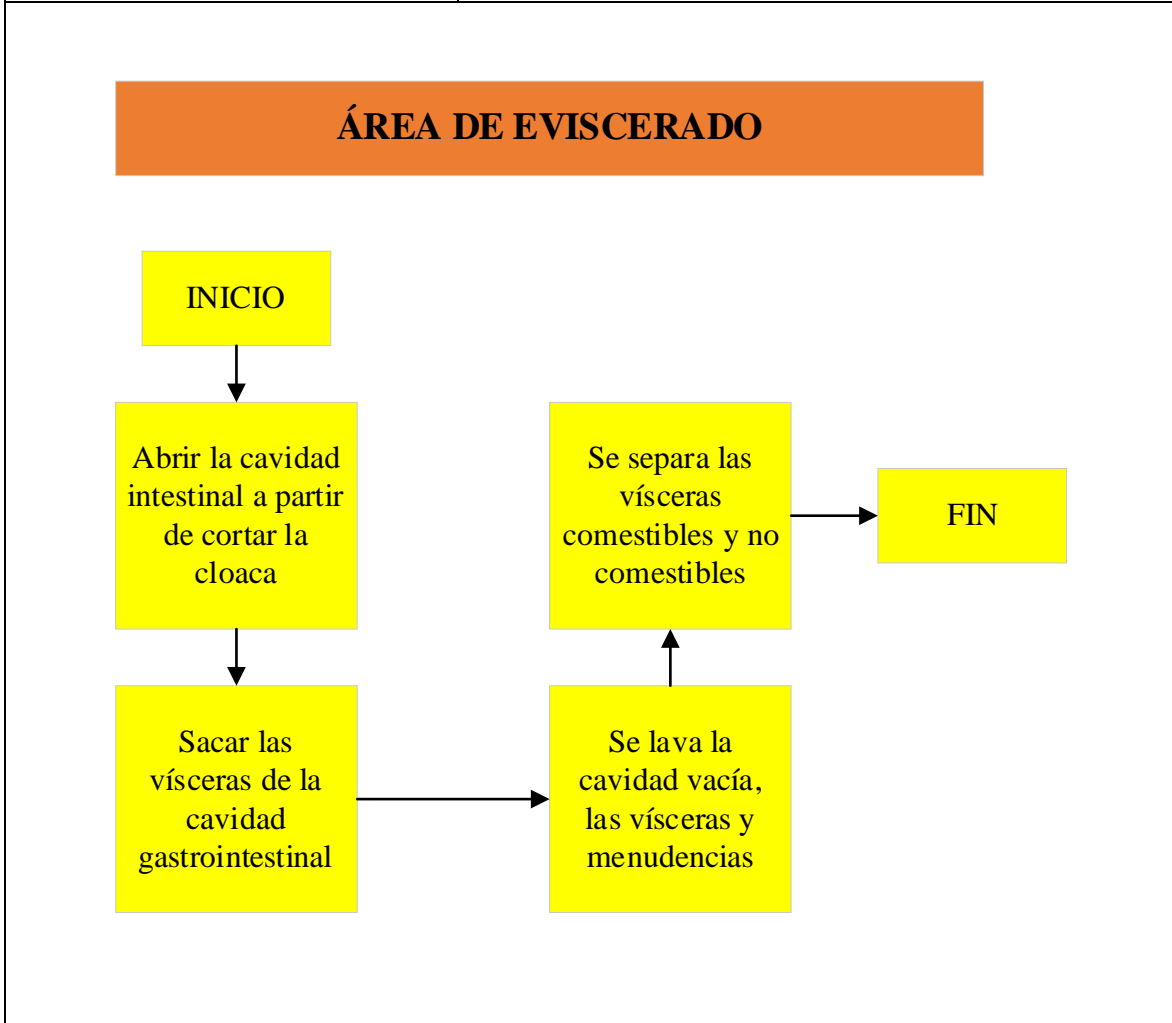 ÁREA DE EVISCERADO
INICIO
Abrir la cavidad
intestinal a partir
de cortar la
cloaca
Sacar las
vísceras de la
cavidad
gastrointestinal
Se lava la
cavidad vacía,
las vísceras y
menudencias
Se separa las
vísceras
comestibles y no
comestibles
FIN